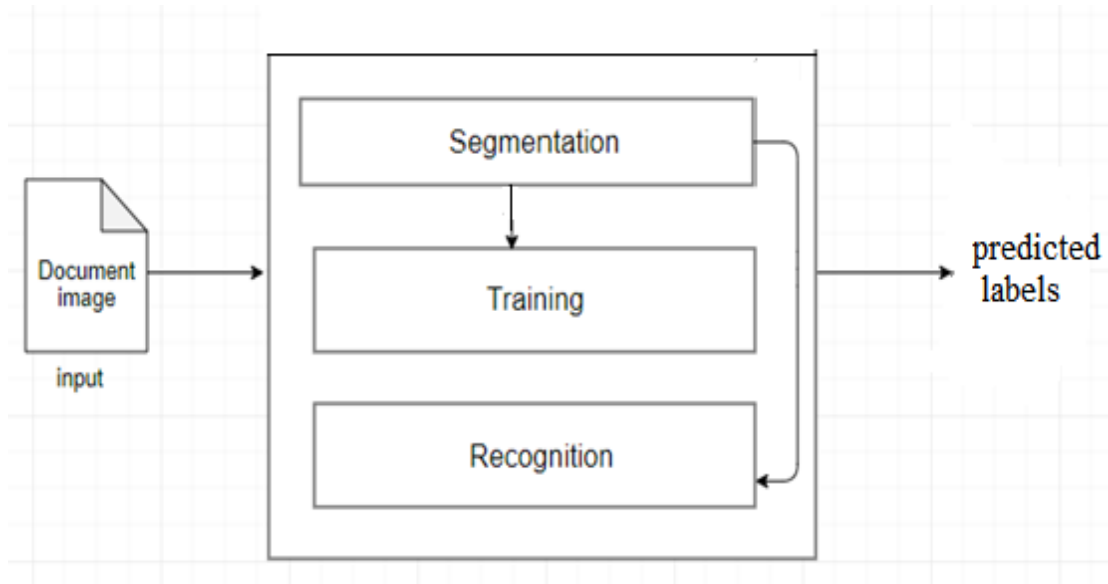 Segmentation
Document
image
input
Training
Recognition
predicted
labels